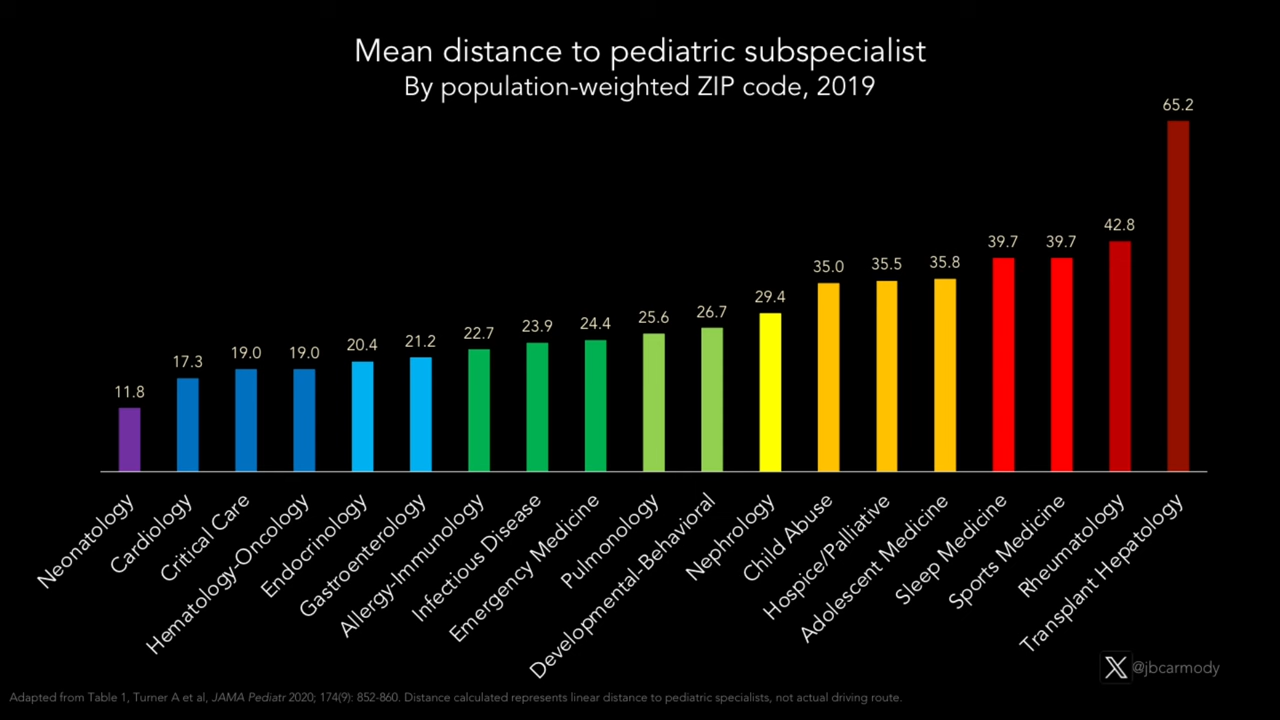 Mean distance to pediatric subspecialist
By population-weighted ZIP code, 2019
11.8
17.3
19.0
19.0
20.4
21.2
22.7
23.9
24.4
25.6
26.7
29.4
35.0
35.5
35.8
39.7
39.7
42.8
65.2
Neonatology
Cardiology
Critical Care
Hematology-Oncology
Endocrinology
Gastroenterology
Allergy-Immunology
Infectious Disease
Emergency Medicine
Pulmonology
Developmental-Behavioral
Nephrology
Child Abuse
Hospice/Palliative
Adolescent Medicine
Sleep Medicine
Sports Medicine
Rheumatology
Transplant Hepatology
@jbcarmody
Adapted from Table 1, Turner A et al, JAMA Pediatr 2020; 174(9): 852-860. Distance calculated represents linear distance to pediatric specialists, not actual driving route.